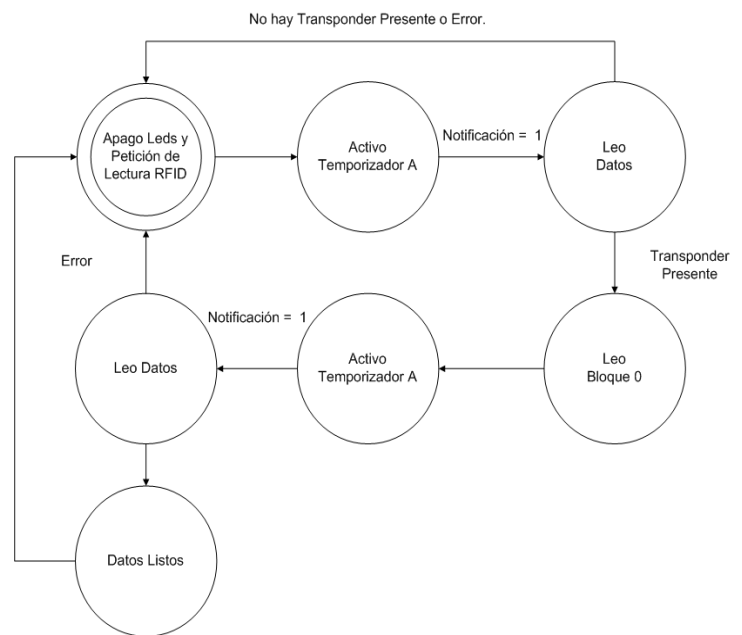 No hay Transponder Presente o Error.
Apago Leds y
Petición de
Lectura RFID
Activo
Temporizador A
Notificación = 1
Leo
Datos
Transponder
Presente
Error
Leo Datos
Notificación = 1
Activo
Temporizador A
Leo
Bloque 0
Datos Listos